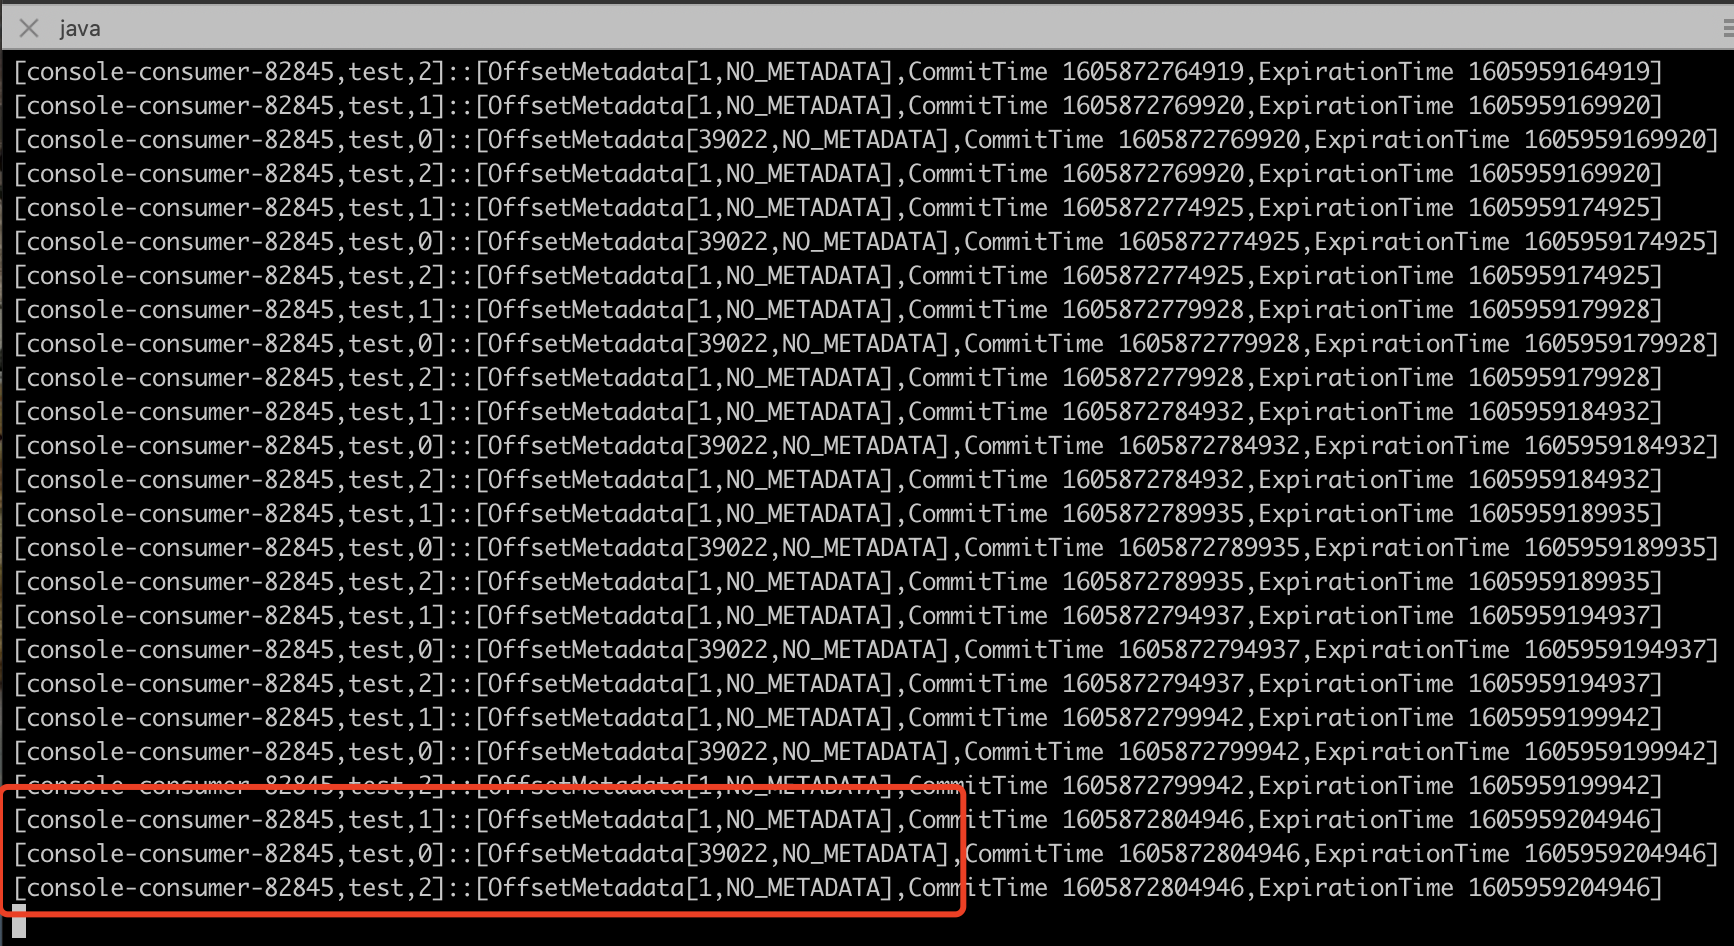 java
[console-consumer-82845,test,2]::[OffsetMetadata[1,NO_METADATA],CommitTime 1605872764919,ExpirationTime 1605959164919]
[console-consumer-82845,test,1]::[OffsetMetadata[1,NO_METADATA],CommitTime 1605872769920,ExpirationTime 1605959169920]
[console-consumer-82845,test,0]::[OffsetMetadata[39022,NO_METADATA],CommitTime 1605872769920,ExpirationTime 1605959169920]
[console-consumer-82845,test,2]::[OffsetMetadata[1,NO_METADATA],CommitTime 1605872769920,ExpirationTime 1605959169920]
[console-consumer-82845,test,1]::[OffsetMetadata[1,NO_METADATA],CommitTime 1605872774925,ExpirationTime 1605959174925]
[console-consumer-82845,test,0]::[OffsetMetadata[39022,NO_METADATA],CommitTime 1605872774925,ExpirationTime 1605959174925]
[console-consumer-82845,test,2]::[OffsetMetadata[1,NO_METADATA],CommitTime 1605872774925,ExpirationTime 1605959174925]
[console-consumer-82845,test,1]::[OffsetMetadata[1,NO_METADATA],CommitTime 1605872779928,ExpirationTime 1605959179928]
[console-consumer-82845,test,0]::[OffsetMetadata[39022,NO_METADATA],CommitTime 1605872779928,ExpirationTime 1605959179928]
[console-consumer-82845,test,2]::[OffsetMetadata[1,NO_METADATA],CommitTime 1605872779928,ExpirationTime 1605959179928]
[console-consumer-82845,test,1]::[OffsetMetadata[1,NO_METADATA],CommitTime 1605872784932,ExpirationTime 1605959184932]
[console-consumer-82845,test,0]::[OffsetMetadata[39022,NO_METADATA],CommitTime 1605872784932,ExpirationTime 1605959184932]
[console-consumer-82845,test,2]::[OffsetMetadata[1,NO_METADATA],CommitTime 1605872784932,ExpirationTime 1605959184932]
[console-consumer-82845,test,1]::[OffsetMetadata[1,NO_METADATA],CommitTime 1605872789935,ExpirationTime 1605959189935]
[console-consumer-82845,test,0]::[OffsetMetadata[39022,NO_METADATA],CommitTime 1605872789935,ExpirationTime 1605959189935]
[console-consumer-82845,test,2]::[OffsetMetadata[1,NO_METADATA],CommitTime 1605872789935,ExpirationTime 1605959189935]
[console-consumer-82845,test,1]::[OffsetMetadata[1,NO_METADATA],CommitTime 1605872794937,ExpirationTime 1605959194937]
[console-consumer-82845,test,0]::[OffsetMetadata[39022,NO_METADATA],CommitTime 1605872794937,ExpirationTime 1605959194937]
[console-consumer-82845,test,2]::[OffsetMetadata[1,NO_METADATA],CommitTime 1605872794937,ExpirationTime 1605959194937]
[console-consumer-82845,test,1]::[OffsetMetadata[1,NO_METADATA],CommitTime 1605872799942,ExpirationTime 1605959199942]
[console-consumer-82845,test,0]::[OffsetMetadata[39022,NO_METADATA],CommitTime 1605872799942,ExpirationTime 1605959199942]
[console-consumer-82845,test,2]::[OffsetMetadata[1,NO_METADATA],CommitTime 1605872799942,ExpirationTime 1605959199942]
[console-consumer-82845,test,1]::[OffsetMetadata[1,NO_METADATA],CommitTime 1605872804946,ExpirationTime 1605959204946]
[console-consumer-82845,test,0]::[OffsetMetadata[39022,NO_METADATA],CommitTime 1605872804946,ExpirationTime 1605959204946]
[console-consumer-82845,test,2]::[OffsetMetadata[1,NO_METADATA],CommitTime 1605872804946,ExpirationTime 1605959204946]